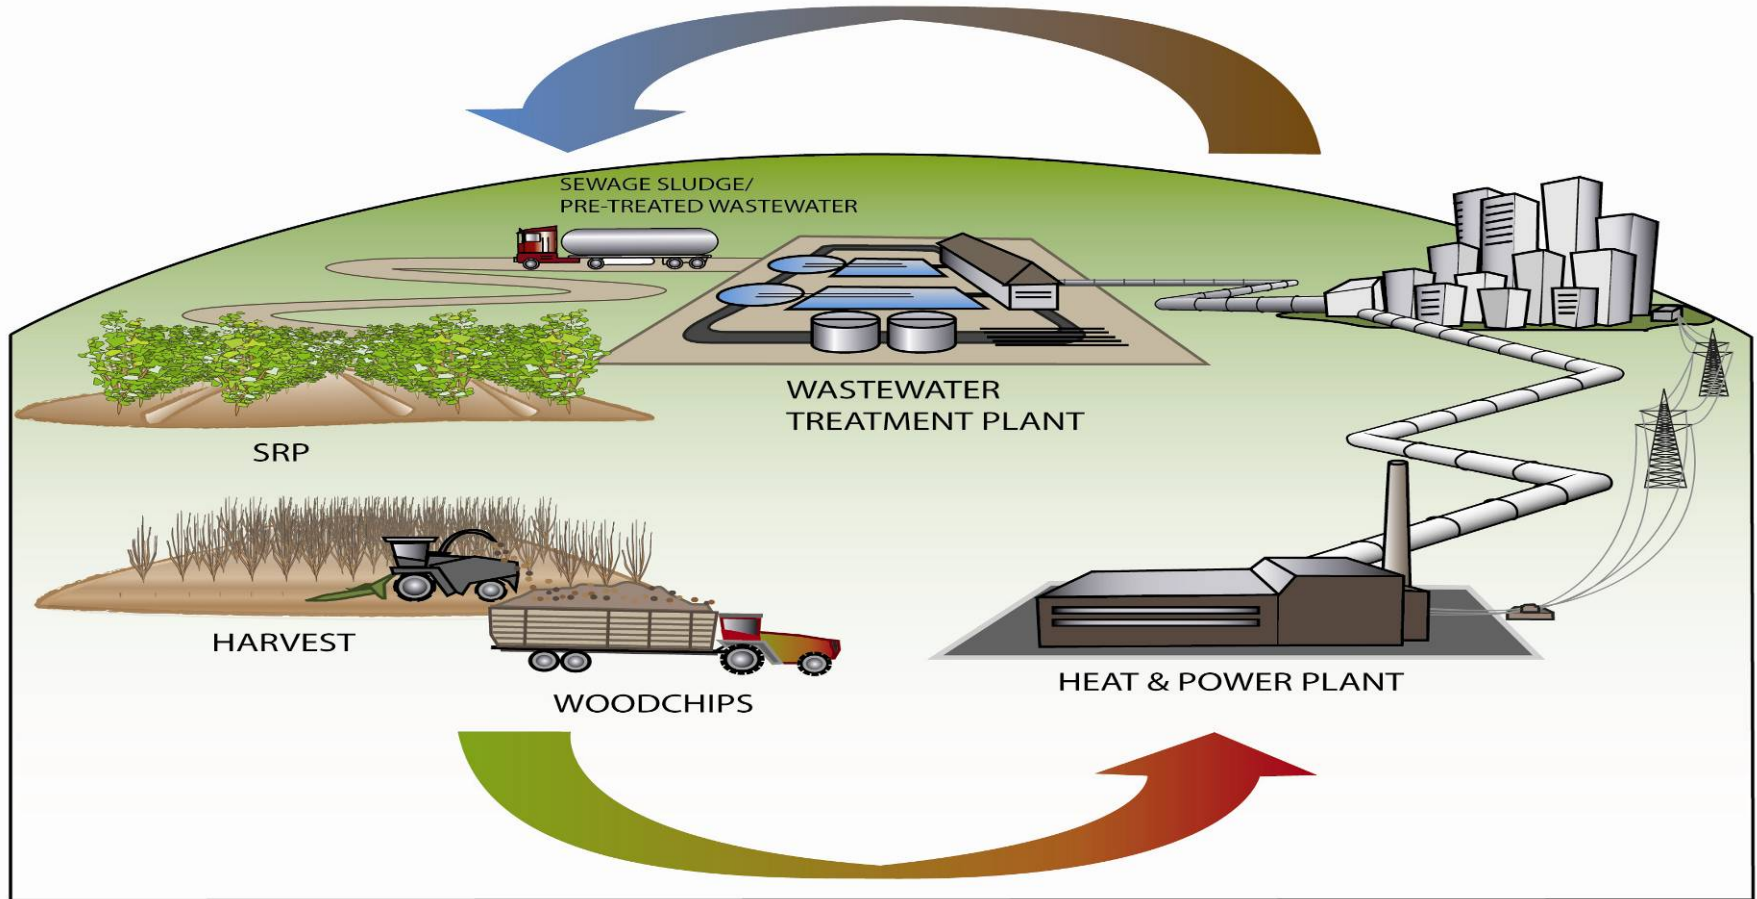 SEWAGE SLUDGE/
PRE-TREATED WASTEWATER
WASTEWATER
TREATMENT PLANT
SRP
HARVEST
WOODCHIPS
HEAT & POWER PLANT